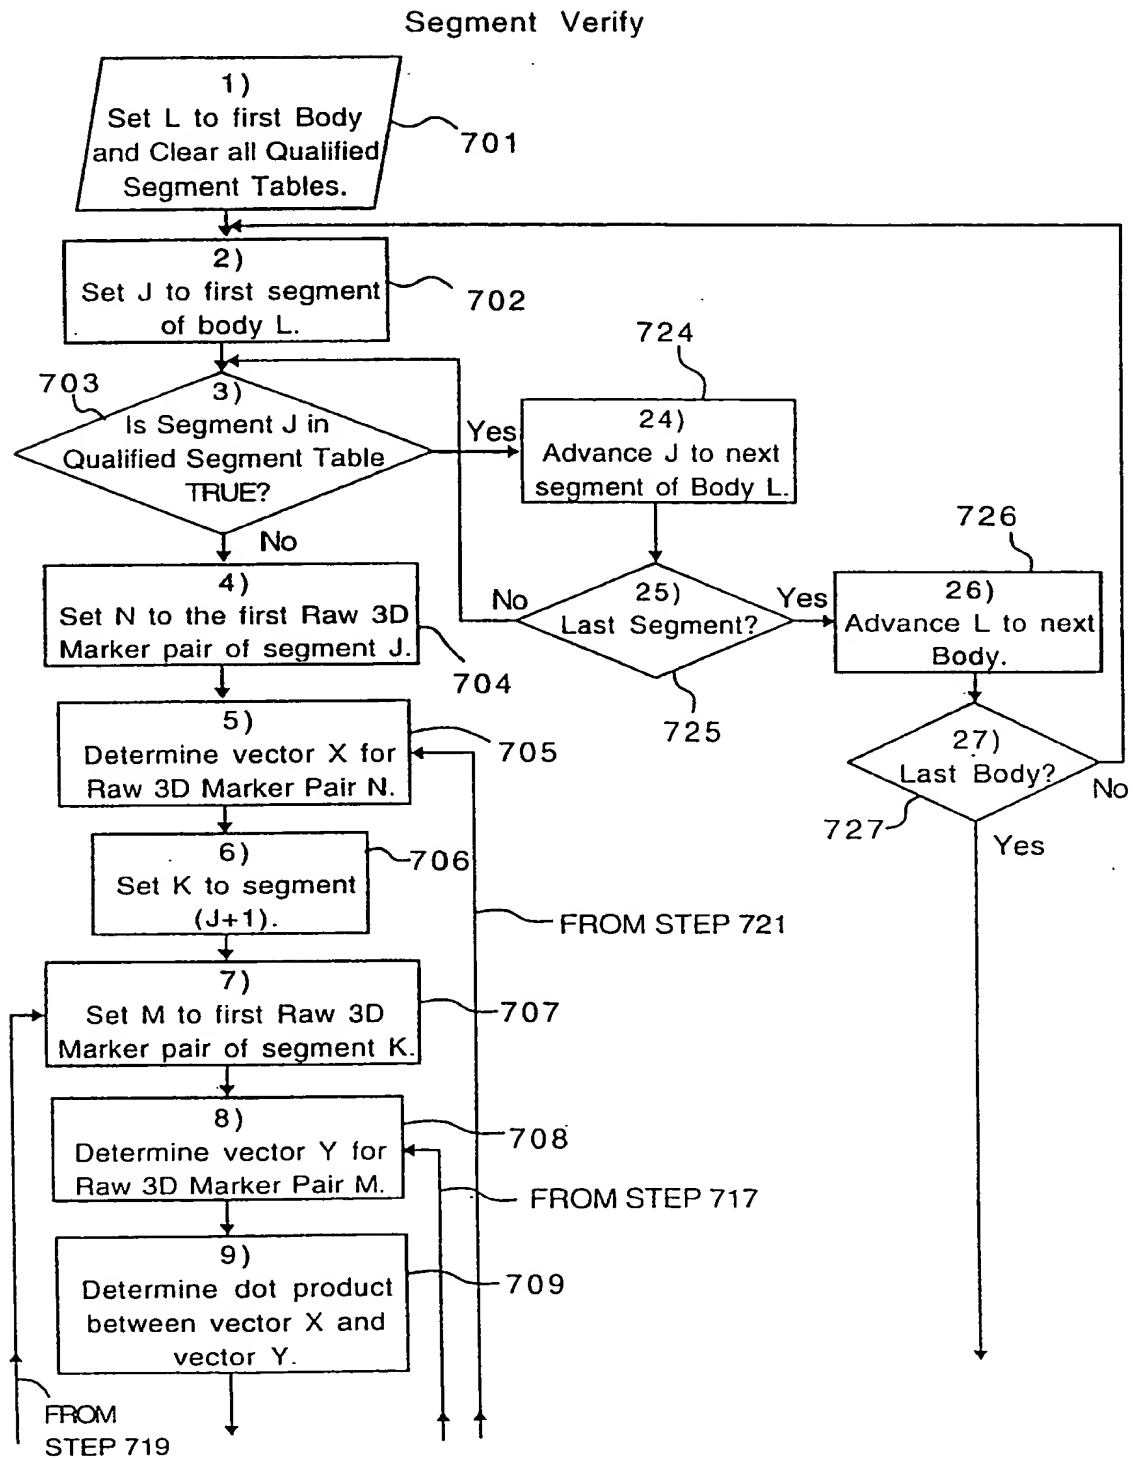 Segment Verify
1)
Set L to first Body
and Clear all Qualified
Segment Tables.
701
2)
Set J to first segment
of body L.
702
703
3)
Is Segment J in
Qualified Segment Table
TRUE?
Yes
No
724
24)
Advance J to next
segment of Body L.
25)
Last Segment?
No
Yes
725
726
26)
Advance L to next
Body.
27)
Last Body?
No
727
Yes
4)
Set N to the first Raw 3D
Marker pair of segment J.
704
5)
Determine vector X for
Raw 3D Marker Pair N.
705
6)
Set K to segment
(J+1).
706
FROM STEP 721
7)
Set M to first Raw 3D
Marker pair of segment K.
707
8)
Determine vector Y for
Raw 3D Marker Pair M.
708
FROM STEP 717
9)
Determine dot product
between vector X and
vector Y.
709
FROM
STEP 719